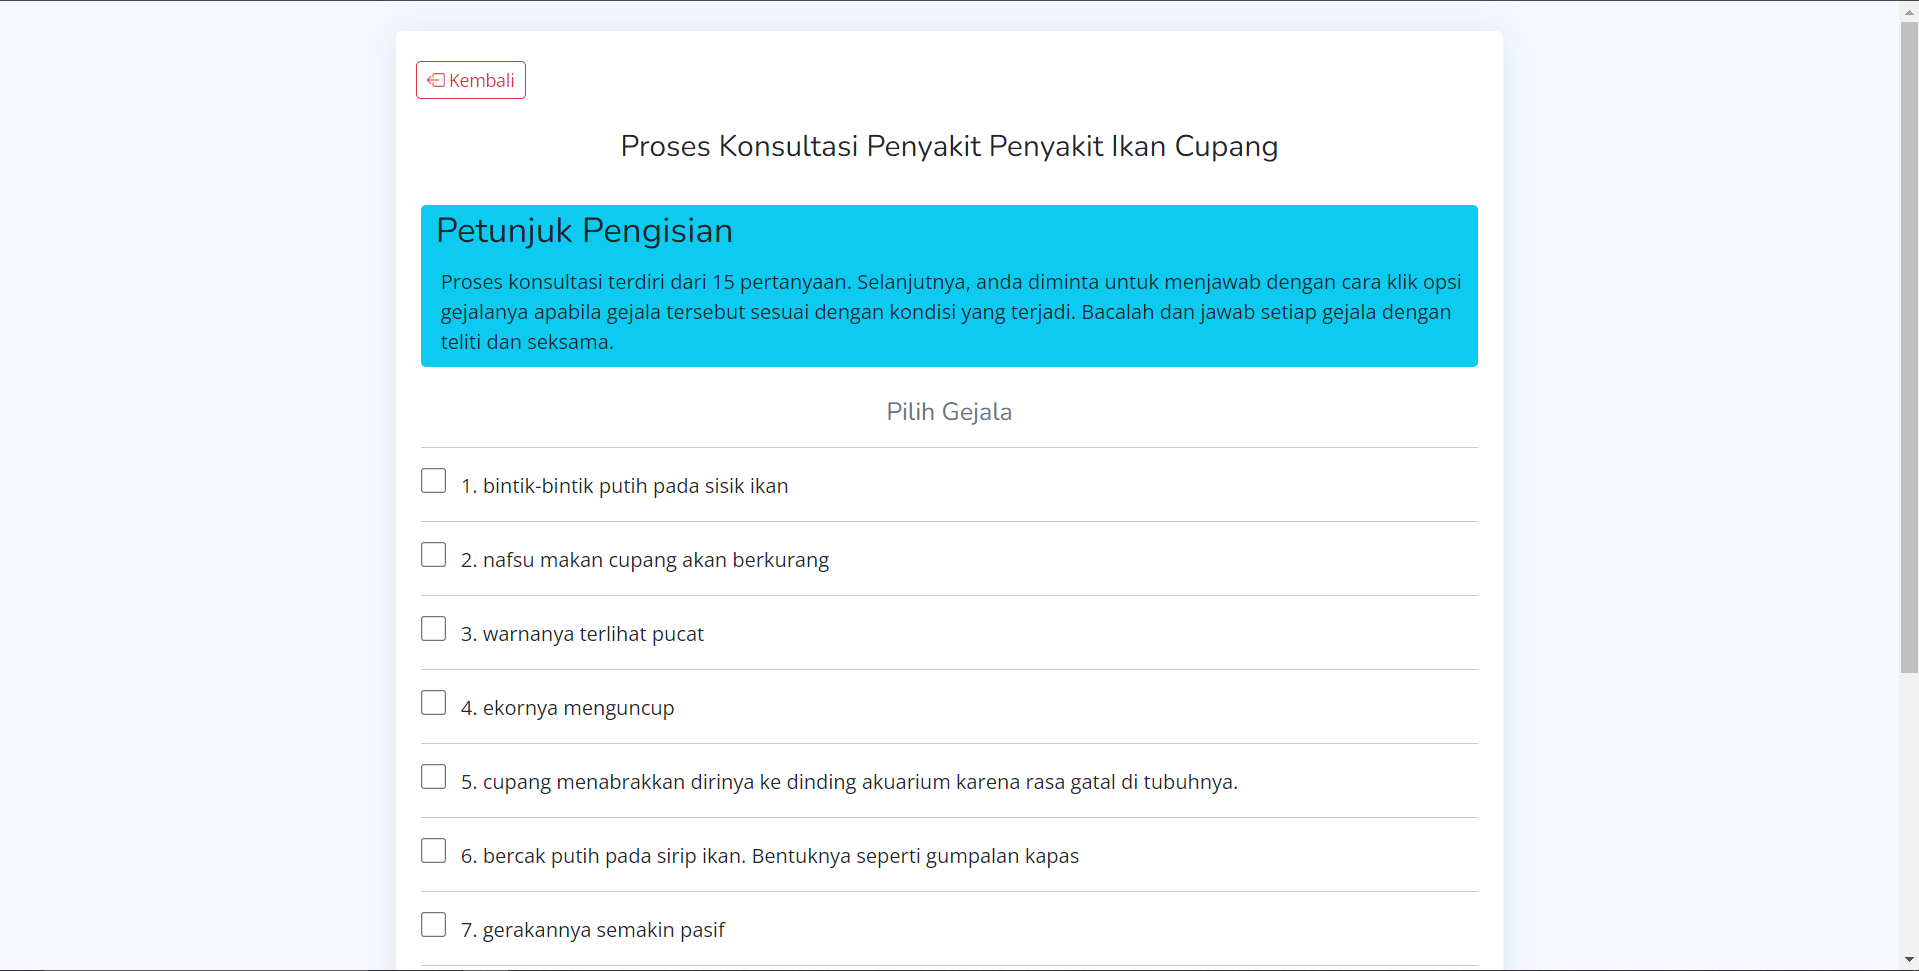 Kembali
Proses Konsultasi Penyakit Penyakit Ikan Cupang
Petunjuk Pengisian
Proses konsultasi terdiri dari 15 pertanyaan. Selanjutnya, anda diminta untuk menjawab dengan cara klik opsi
gejalanya apabila gejala tersebut sesuai dengan kondisi yang terjadi. Bacalah dan jawab setiap gejala dengan
teliti dan seksama.
Pilih Gejala
1. bintik-bintik putih pada sisik ikan
2. nafsu makan cupang akan berkurang
3. warnanya terlihat pucat
4. ekornya menguncup
5. cupang menabrakkan dirinya ke dinding akuarium karena rasa gatal di tubuhnya.
6. bercak putih pada sirip ikan. Bentuknya seperti gumpalan kapas
7. gerakannya semakin pasif